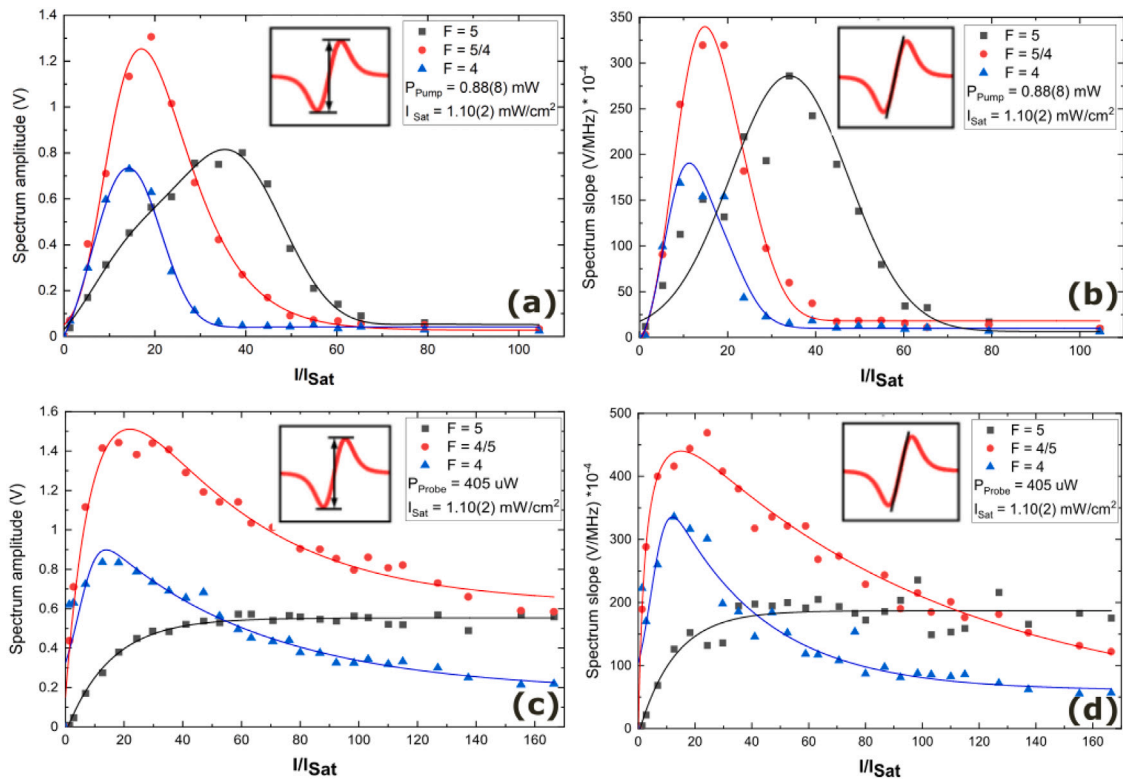 Spectrum amplitude (V)
1.6
1.4
1.2
1.0
0.8
0.6
0.4
0.2
0
0
20
40
60
80
100
I/I_Sat
F = 5
F = 5/4
F = 4
P_Pump = 0.88(8) mW
I_Sat = 1.10(2) mW/cm²
(a)
Spectrum slope (V/MHz) * 10⁻⁴
350
300
250
200
150
100
50
0
0
20
40
60
80
100
I/I_Sat
F = 5
F = 5/4
F = 4
P_Pump = 0.88(8) mW
I_Sat = 1.10(2) mW/cm²
(b)
Spectrum amplitude (V)
1.6
1.4
1.2
1.0
0.8
0.6
0.4
0.2
0
0
20
40
60
80
100
120
140
160
I/I_Sat
F = 5
F = 4/5
F = 4
P_Probe = 405 uW
I_Sat = 1.10(2) mW/cm²
(c)
Spectrum slope (V/MHz) *10⁻⁴
500
400
300
200
100
0
0
20
40
60
80
100
120
140
160
I/I_Sat
F = 5
F = 4/5
F = 4
P_Probe = 405 uW
I_Sat = 1.10(2) mW/cm²
(d)